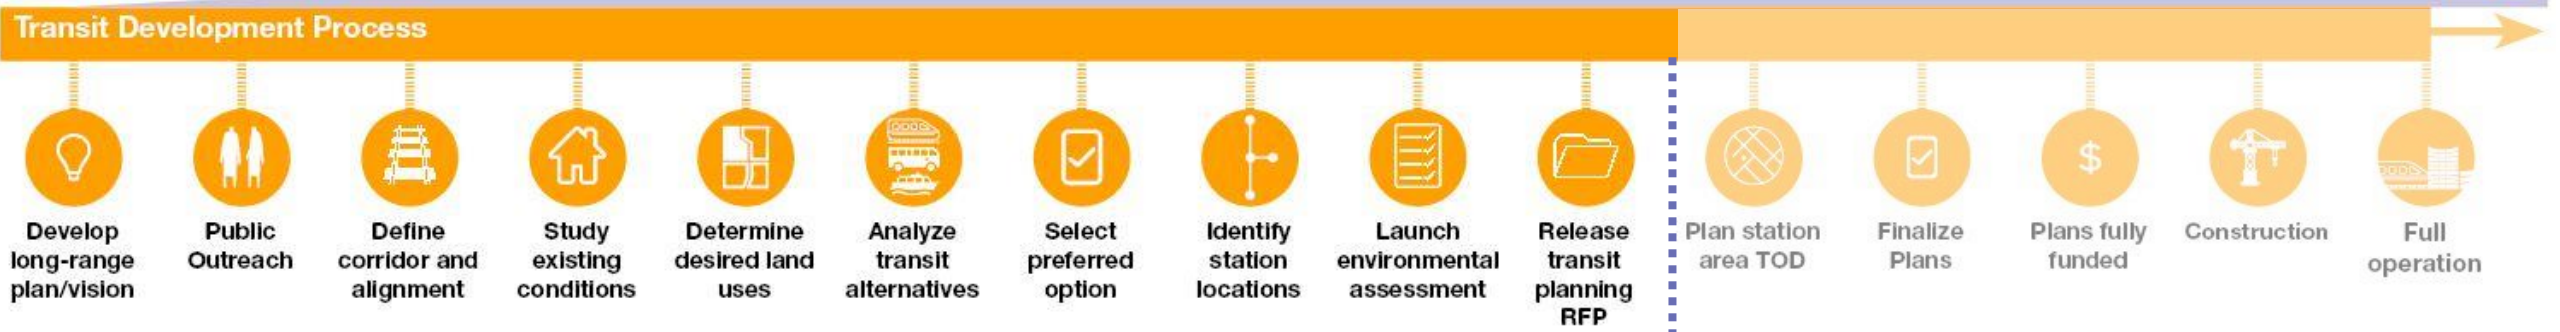 Transit Development Process
Develop
long-range
plan/vision
Public
Outreach
Define
corridor and
alignment
Study
existing
conditions
Determine
desired land
uses
Analyze
transit
alternatives
Select
preferred
option
Identify
station
locations
Launch
environmental
assessment
Release
transit
planning
RFP
Plan station
area TOD
Finalize
Plans
$
Plans fully
funded
Construction
Full
operation